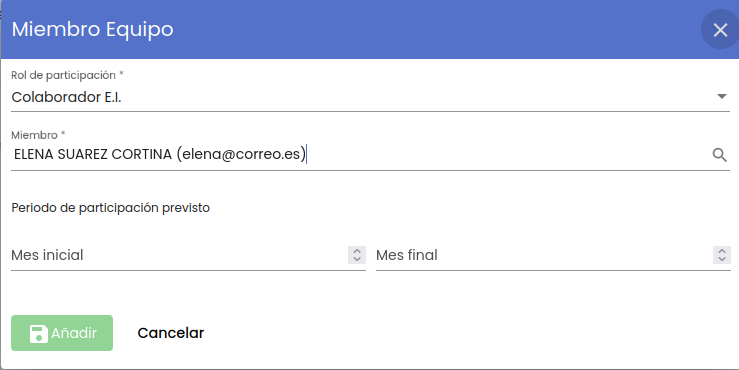 Miembro Equipo
Rol de participación *
Colaborador E.I.
Miembro *
ELENA SUAREZ CORTINA (elena@correo.es)
Periodo de participación previsto
Mes inicial
Mes final
Añadir
Cancelar